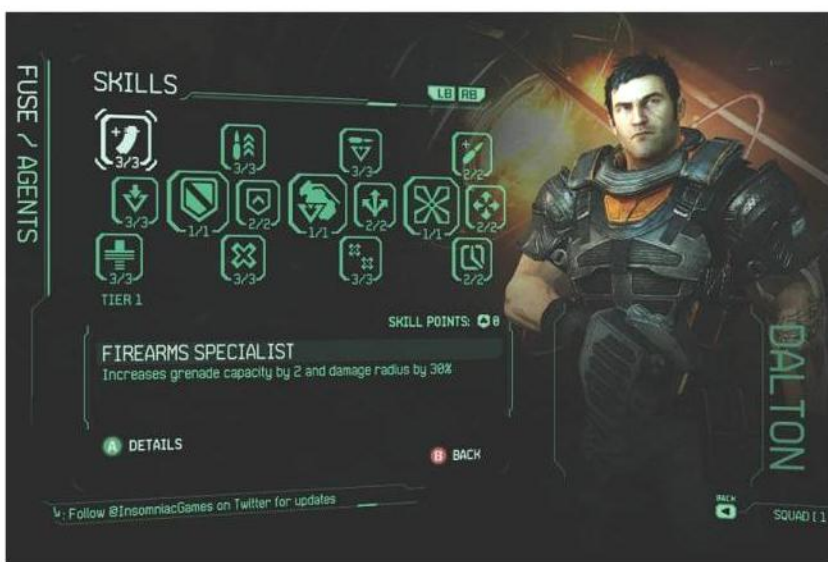 FUSE / AGENTS
SKILLS
LB RB
3/3
3/3
3/3
2/2
3/3
1/1
2/2
1/1
2/2
1/1
2/2
3/3
3/3
3/3
2/2
TIER 1
SKILL POINTS: 0
FIREARMS SPECIALIST
Increases grenade capacity by 2 and damage radius by 30%
A DETAILS
B BACK
: Follow @InsomniacGames on Twitter for updates
DALTON
BACK
SQUAD [ 1